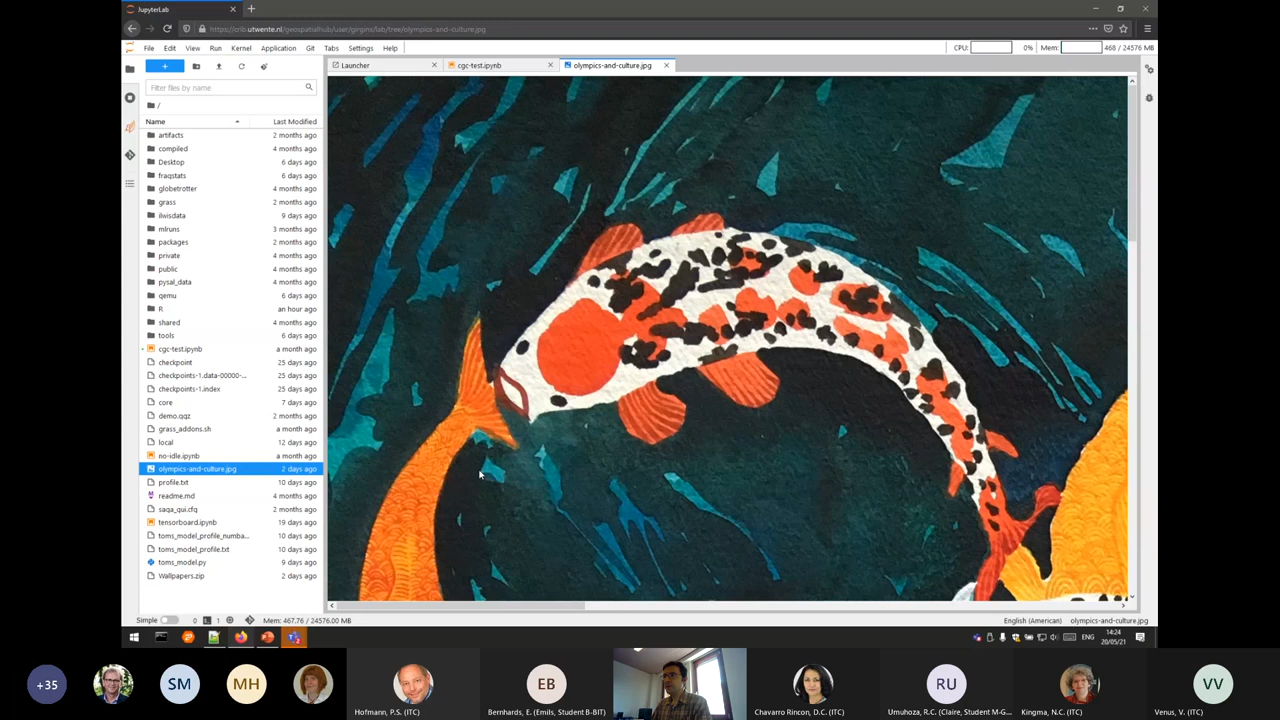 JupyterLab
https://crib.utwente.nl/geospatialhub/user/girgins/lab/tree/olympics-and-culture.jpg
File Edit View Run Kernel Application Git Tabs Settings Help
CPU: 0% Mem: 468 / 24576 MB
Launcher cgc-test.ipynb olympics-and-culture.jpg
Filter files by name
/
Name Last Modified
artifacts 2 months ago
compiled 4 months ago
Desktop 6 days ago
fragstats 6 days ago
globetrotter 4 months ago
grass 2 months ago
ilwisdata 9 days ago
mlruns 3 months ago
packages 2 months ago
private 4 months ago
public 4 months ago
pysal_data 2 months ago
qemu 6 days ago
R an hour ago
shared 4 months ago
tools 6 days ago
cgc-test.ipynb a month ago
checkpoint 25 days ago
checkpoints-1.data-00000-... 25 days ago
checkpoints-1.index 25 days ago
core 7 days ago
demo.qgz 2 months ago
grass_addons.sh a month ago
local 12 days ago
no-idle.ipynb a month ago
olympics-and-culture.jpg 2 days ago
profile.txt 10 days ago
readme.md 4 months ago
saga_gui.cfg 2 months ago
tensorboard.ipynb 19 days ago
toms_model_profile_numba... 10 days ago
toms_model_profile.txt 10 days ago
toms_model.py 9 days ago
Wallpapers.zip 2 days ago
Simple 0 1 Mem: 467.76 / 24576.00 MB English (American) olympics-and-culture.jpg
ENG 14:24
20/05/21
+35 SM MH EB RU VV
Hofmann, P.S. (ITC) Bernhards, E. (Emils, Student B-BIT) Chavarro Rincon, D.C. (ITC) Umuhoza, R.C. (Claire, Student M-G... Kingma, N.C. (ITC) Venus, V. (ITC)